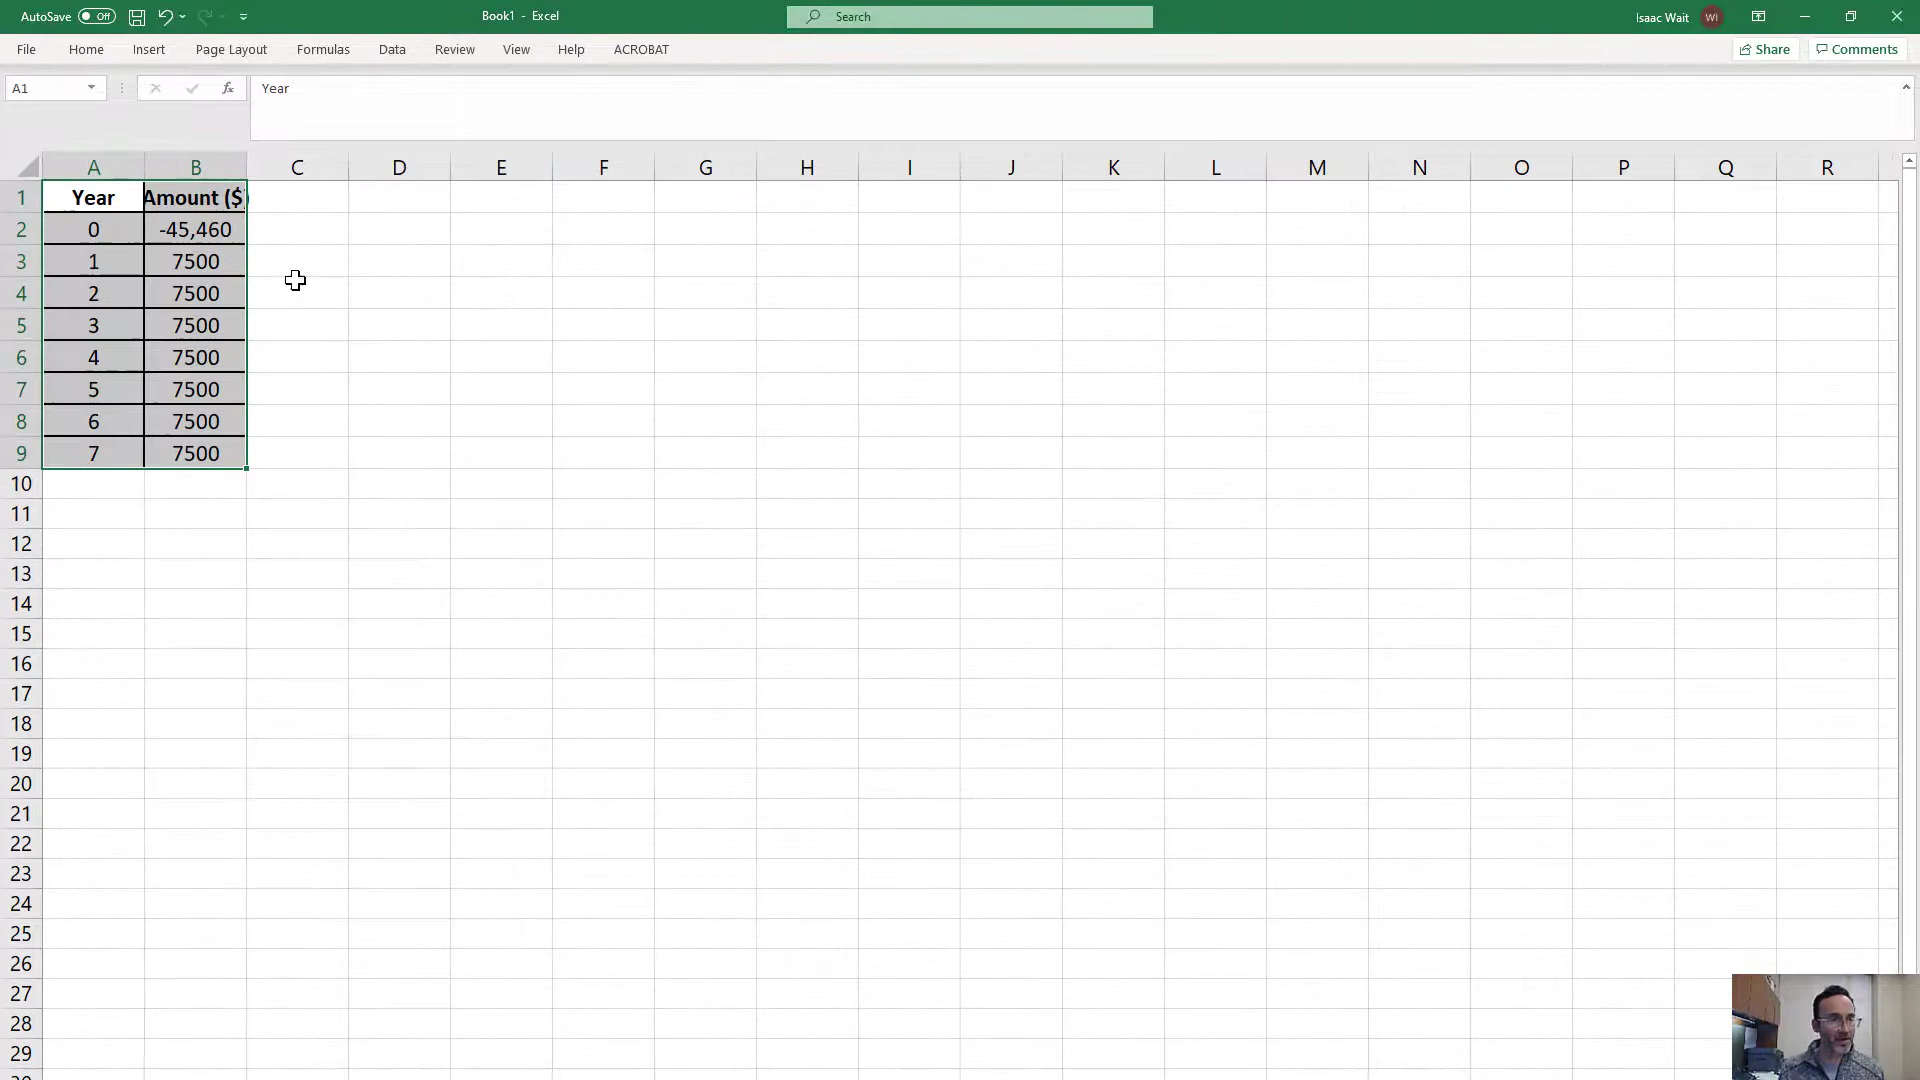 AutoSave Off Book1 - Excel Search Isaac Wait WI
File Home Insert Page Layout Formulas Data Review View Help ACROBAT Share Comments
A1 fx Year
A B C D E F G H I J K L M N O P Q R
1 Year Amount ($)
2 0 -45,460
3 1 7500
4 2 7500
5 3 7500
6 4 7500
7 5 7500
8 6 7500
9 7 7500
10
11
12
13
14
15
16
17
18
19
20
21
22
23
24
25
26
27
28
29